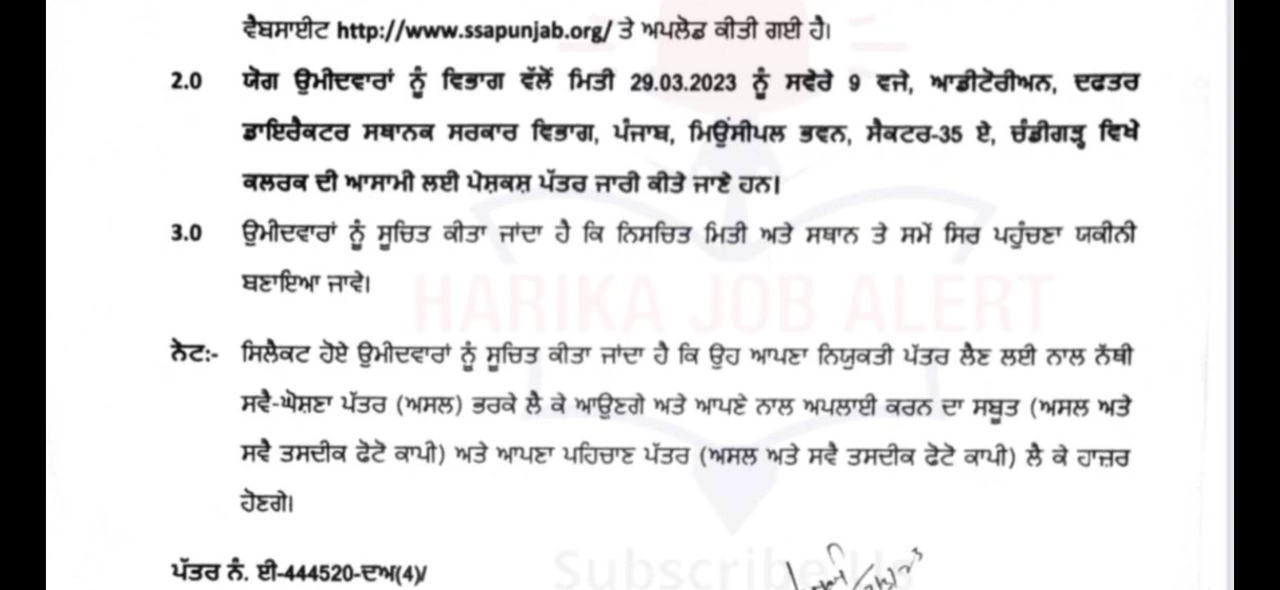 ਵੈਬਸਾਈਟ http://www.ssapunjab.org/ ਤੇ ਅਪਲੋਡ ਕੀਤੀ ਗਈ ਹੈ।
2.0 ਯੋਗ ਉਮੀਦਵਾਰਾਂ ਨੂੰ ਵਿਭਾਗ ਵੱਲੋਂ ਮਿਤੀ 29.03.2023 ਨੂੰ ਸਵੇਰੇ 9 ਵਜੇ, ਆਡੀਟੋਰੀਅਨ, ਦਫਤਰ
ਡਾਇਰੈਕਟਰ ਸਥਾਨਕ ਸਰਕਾਰ ਵਿਭਾਗ, ਪੰਜਾਬ, ਮਿਊਂਸੀਪਲ ਭਵਨ, ਸੈਕਟਰ-35 ਏ, ਚੰਡੀਗੜ੍ਹ ਵਿਖੇ
ਕਲਰਕ ਦੀ ਆਸਾਮੀ ਲਈ ਪੇਸ਼ਕਸ਼ ਪੱਤਰ ਜਾਰੀ ਕੀਤੇ ਜਾਣੇ ਹਨ।
3.0 ਉਮੀਦਵਾਰਾਂ ਨੂੰ ਸੂਚਿਤ ਕੀਤਾ ਜਾਂਦਾ ਹੈ ਕਿ ਨਿਸਚਿਤ ਮਿਤੀ ਅਤੇ ਸਥਾਨ ਤੇ ਸਮੇਂ ਸਿਰ ਪਹੁੰਚਣਾ ਯਕੀਨੀ
ਬਣਾਇਆ ਜਾਵੇ।
HARIKA JOB ALERT
ਨੋਟ:- ਸਿਲੈਕਟ ਹੋਏ ਉਮੀਦਵਾਰਾਂ ਨੂੰ ਸੂਚਿਤ ਕੀਤਾ ਜਾਂਦਾ ਹੈ ਕਿ ਉਹ ਆਪਣਾ ਨਿਯੁਕਤੀ ਪੱਤਰ ਲੈਣ ਲਈ ਨਾਲ ਨੱਥੀ
ਸਵੈ-ਘੋਸ਼ਣਾ ਪੱਤਰ (ਅਸਲ) ਭਰਕੇ ਲੈ ਕੇ ਆਉਣਗੇ ਅਤੇ ਆਪਣੇ ਨਾਲ ਅਪਲਾਈ ਕਰਨ ਦਾ ਸਬੂਤ (ਅਸਲ ਅਤੇ
ਸਵੈ ਤਸਦੀਕ ਫੋਟੋ ਕਾਪੀ) ਅਤੇ ਆਪਣਾ ਪਹਿਚਾਣ ਪੱਤਰ (ਅਸਲ ਅਤੇ ਸਵੈ ਤਸਦੀਕ ਫੋਟੋ ਕਾਪੀ) ਲੈ ਕੇ ਹਾਜ਼ਰ
ਹੋਣਗੇ।
ਪੱਤਰ ਨੰ. ਈ-444520-ਦਅ(4)/
Subscribe Us